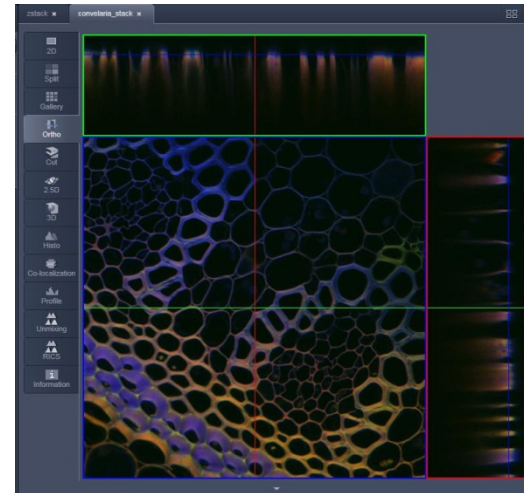 zstack ×
convelaria_stack ×
2D
Split
Gallery
Ortho
Cut
2.5D
3D
Histo
Co-localization
Profile
Unmixing
RICS
Information